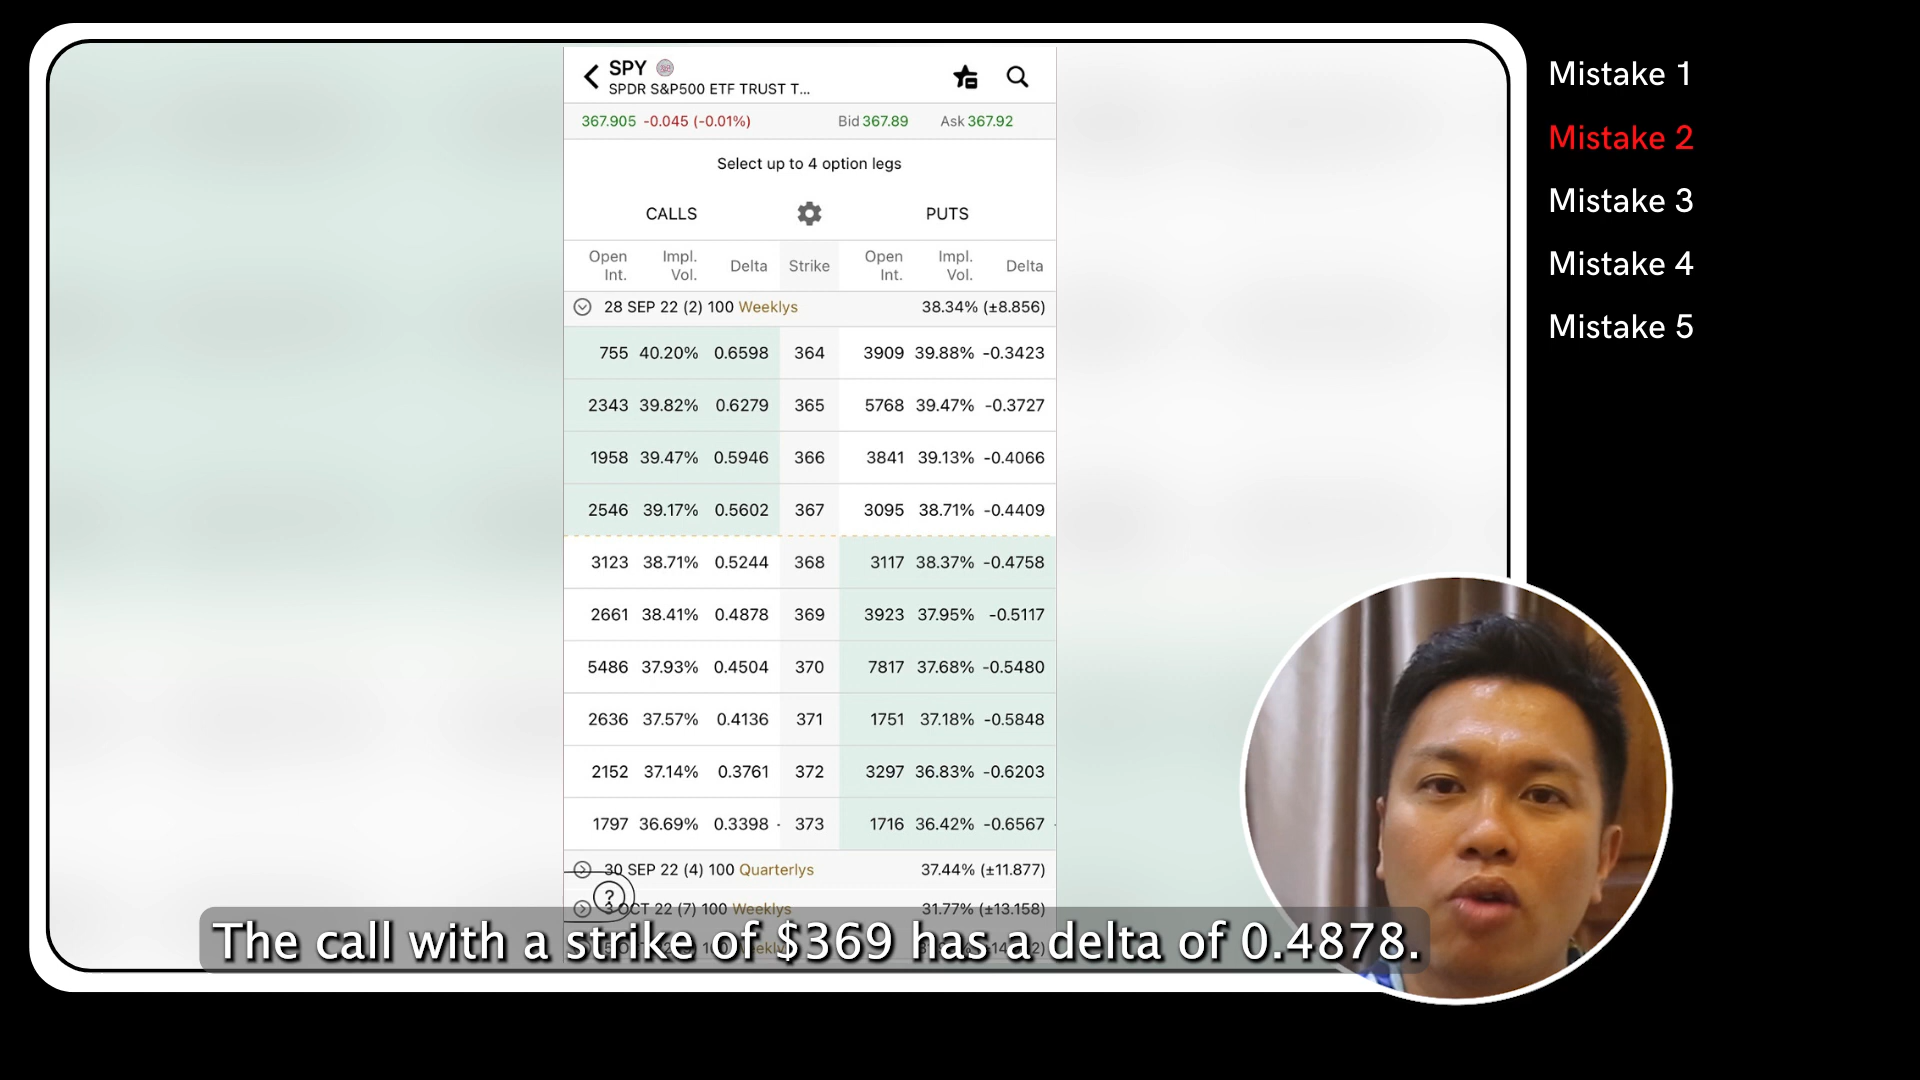 SPY
SPDR S&P500 ETF TRUST T...
367.905 -0.045 (-0.01%) Bid 367.89 Ask 367.92
Select up to 4 option legs
CALLS PUTS
Open Int. Impl. Vol. Delta Strike Open Int. Impl. Vol. Delta
28 SEP 22 (2) 100 Weeklys 38.34% (±8.856)
755 40.20% 0.6598 364 3909 39.88% -0.3423
2343 39.82% 0.6279 365 5768 39.47% -0.3727
1958 39.47% 0.5946 366 3841 39.13% -0.4066
2546 39.17% 0.5602 367 3095 38.71% -0.4409
3123 38.71% 0.5244 368 3117 38.37% -0.4758
2661 38.41% 0.4878 369 3923 37.95% -0.5117
5486 37.93% 0.4504 370 7817 37.68% -0.5480
2636 37.57% 0.4136 371 1751 37.18% -0.5848
2152 37.14% 0.3761 372 3297 36.83% -0.6203
1797 36.69% 0.3398 373 1716 36.42% -0.6567
30 SEP 22 (4) 100 Quarterlys 37.44% (±11.877)
?
3 OCT 22 (7) 100 Weeklys 31.77% (±13.158)
The call with a strike of $369 has a delta of 0.4878.
Mistake 1
Mistake 2
Mistake 3
Mistake 4
Mistake 5